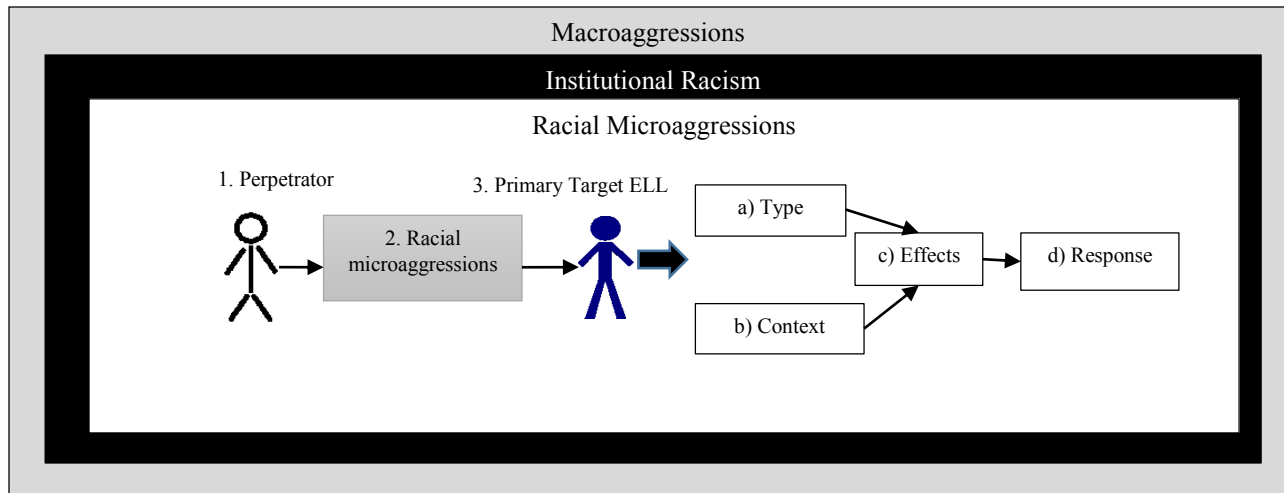 Macroaggressions
Institutional Racism
Racial Microaggressions
1. Perpetrator
2. Racial
microaggressions
3. Primary Target ELL
a) Type
b) Context
c) Effects
d) Response